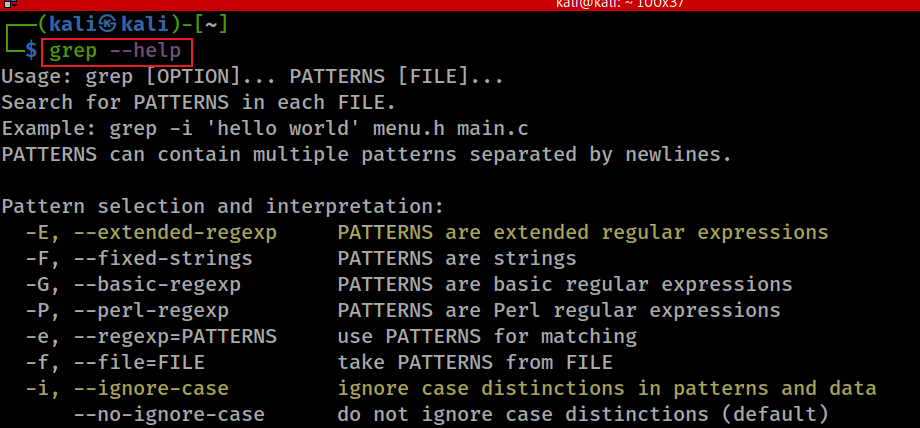 kali@kali: ~ 100x37
(kali㉿kali)-[~]
$ grep --help
Usage: grep [OPTION]... PATTERNS [FILE]...
Search for PATTERNS in each FILE.
Example: grep -i 'hello world' menu.h main.c
PATTERNS can contain multiple patterns separated by newlines.
Pattern selection and interpretation:
-E, --extended-regexp PATTERNS are extended regular expressions
-F, --fixed-strings PATTERNS are strings
-G, --basic-regexp PATTERNS are basic regular expressions
-P, --perl-regexp PATTERNS are Perl regular expressions
-e, --regexp=PATTERNS use PATTERNS for matching
-f, --file=FILE take PATTERNS from FILE
-i, --ignore-case ignore case distinctions in patterns and data
--no-ignore-case do not ignore case distinctions (default)